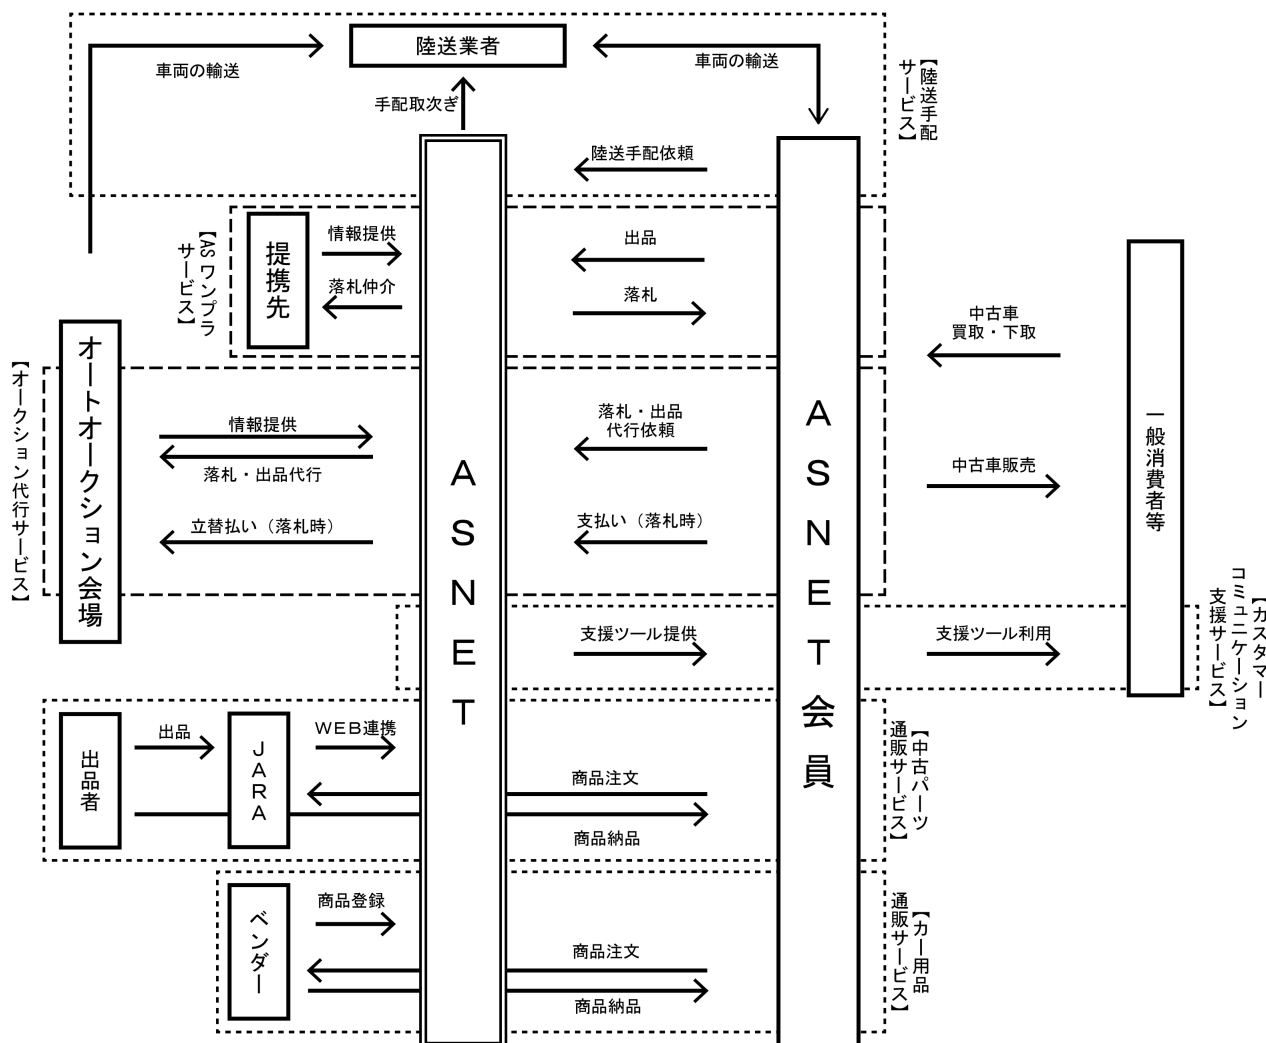 陸送業者
車両の輸送
車両の輸送
【陸送手配
サービス】
手配取次ぎ
陸送手配依頼
【ASワンプラ
サービス】
提携先
情報提供
落札仲介
出品
落札
中古車
買取・下取
オートオークション会場
【オークション代行サービス】
情報提供
落札・出品代行
立替払い（落札時）
ASNET
落札・出品
代行依頼
支払い（落札時）
ASNET会員
中古車販売
一般消費者等
支援ツール提供
支援ツール利用
【カスタマー
コミュニケーション
支援サービス】
出品者
出品
JARA
WEB連携
商品注文
商品納品
【中古パーツ
通販サービス】
ベンダー
商品登録
商品注文
商品納品
【カー用品
通販サービス】